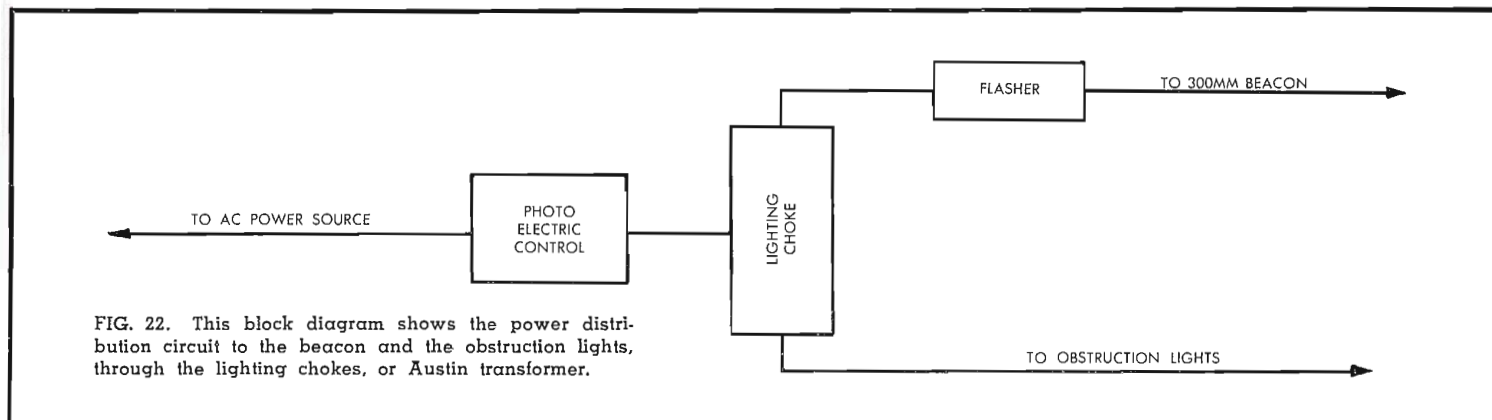 FLASHER
TO 300MM BEACON
TO AC POWER SOURCE
PHOTO
ELECTRIC
CONTROL
LIGHTING
CHOKE
FIG. 22. This block diagram shows the power distri-
bution circuit to the beacon and the obstruction lights,
through the lighting chokes, or Austin transformer.
TO OBSTRUCTION LIGHTS